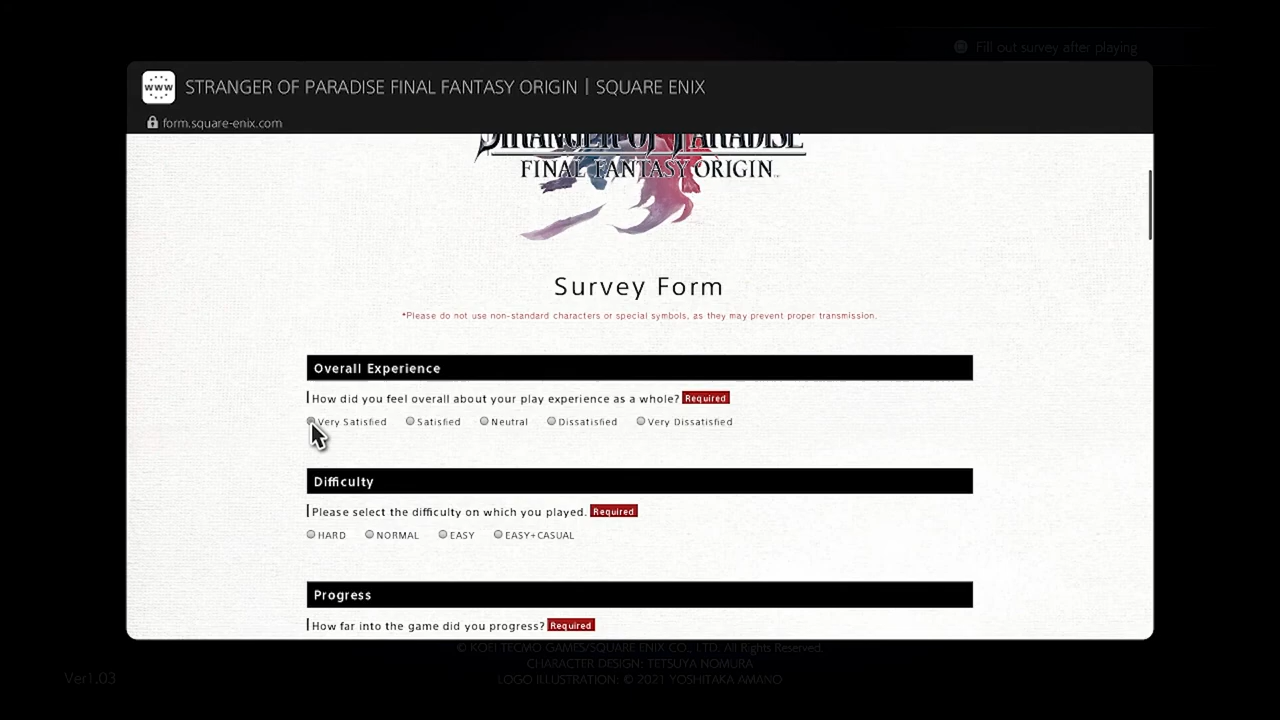 Fill out survey after playing
www STRANGER OF PARADISE FINAL FANTASY ORIGIN | SQUARE ENIX
form.square-enix.com
STRANGER OF PARADISE
FINAL FANTASY ORIGIN
Survey Form
*Please do not use non-standard characters or special symbols, as they may prevent proper transmission.
Overall Experience
How did you feel overall about your play experience as a whole? Required
Very Satisfied Satisfied Neutral Dissatisfied Very Dissatisfied
Difficulty
Please select the difficulty on which you played. Required
HARD NORMAL EASY EASY+CASUAL
Progress
How far into the game did you progress? Required
© KOEI TECMO GAMES/SQUARE ENIX CO., LTD. All Rights Reserved.
CHARACTER DESIGN: TETSUYA NOMURA
LOGO ILLUSTRATION: © 2021 YOSHITAKA AMANO
Ver1.03